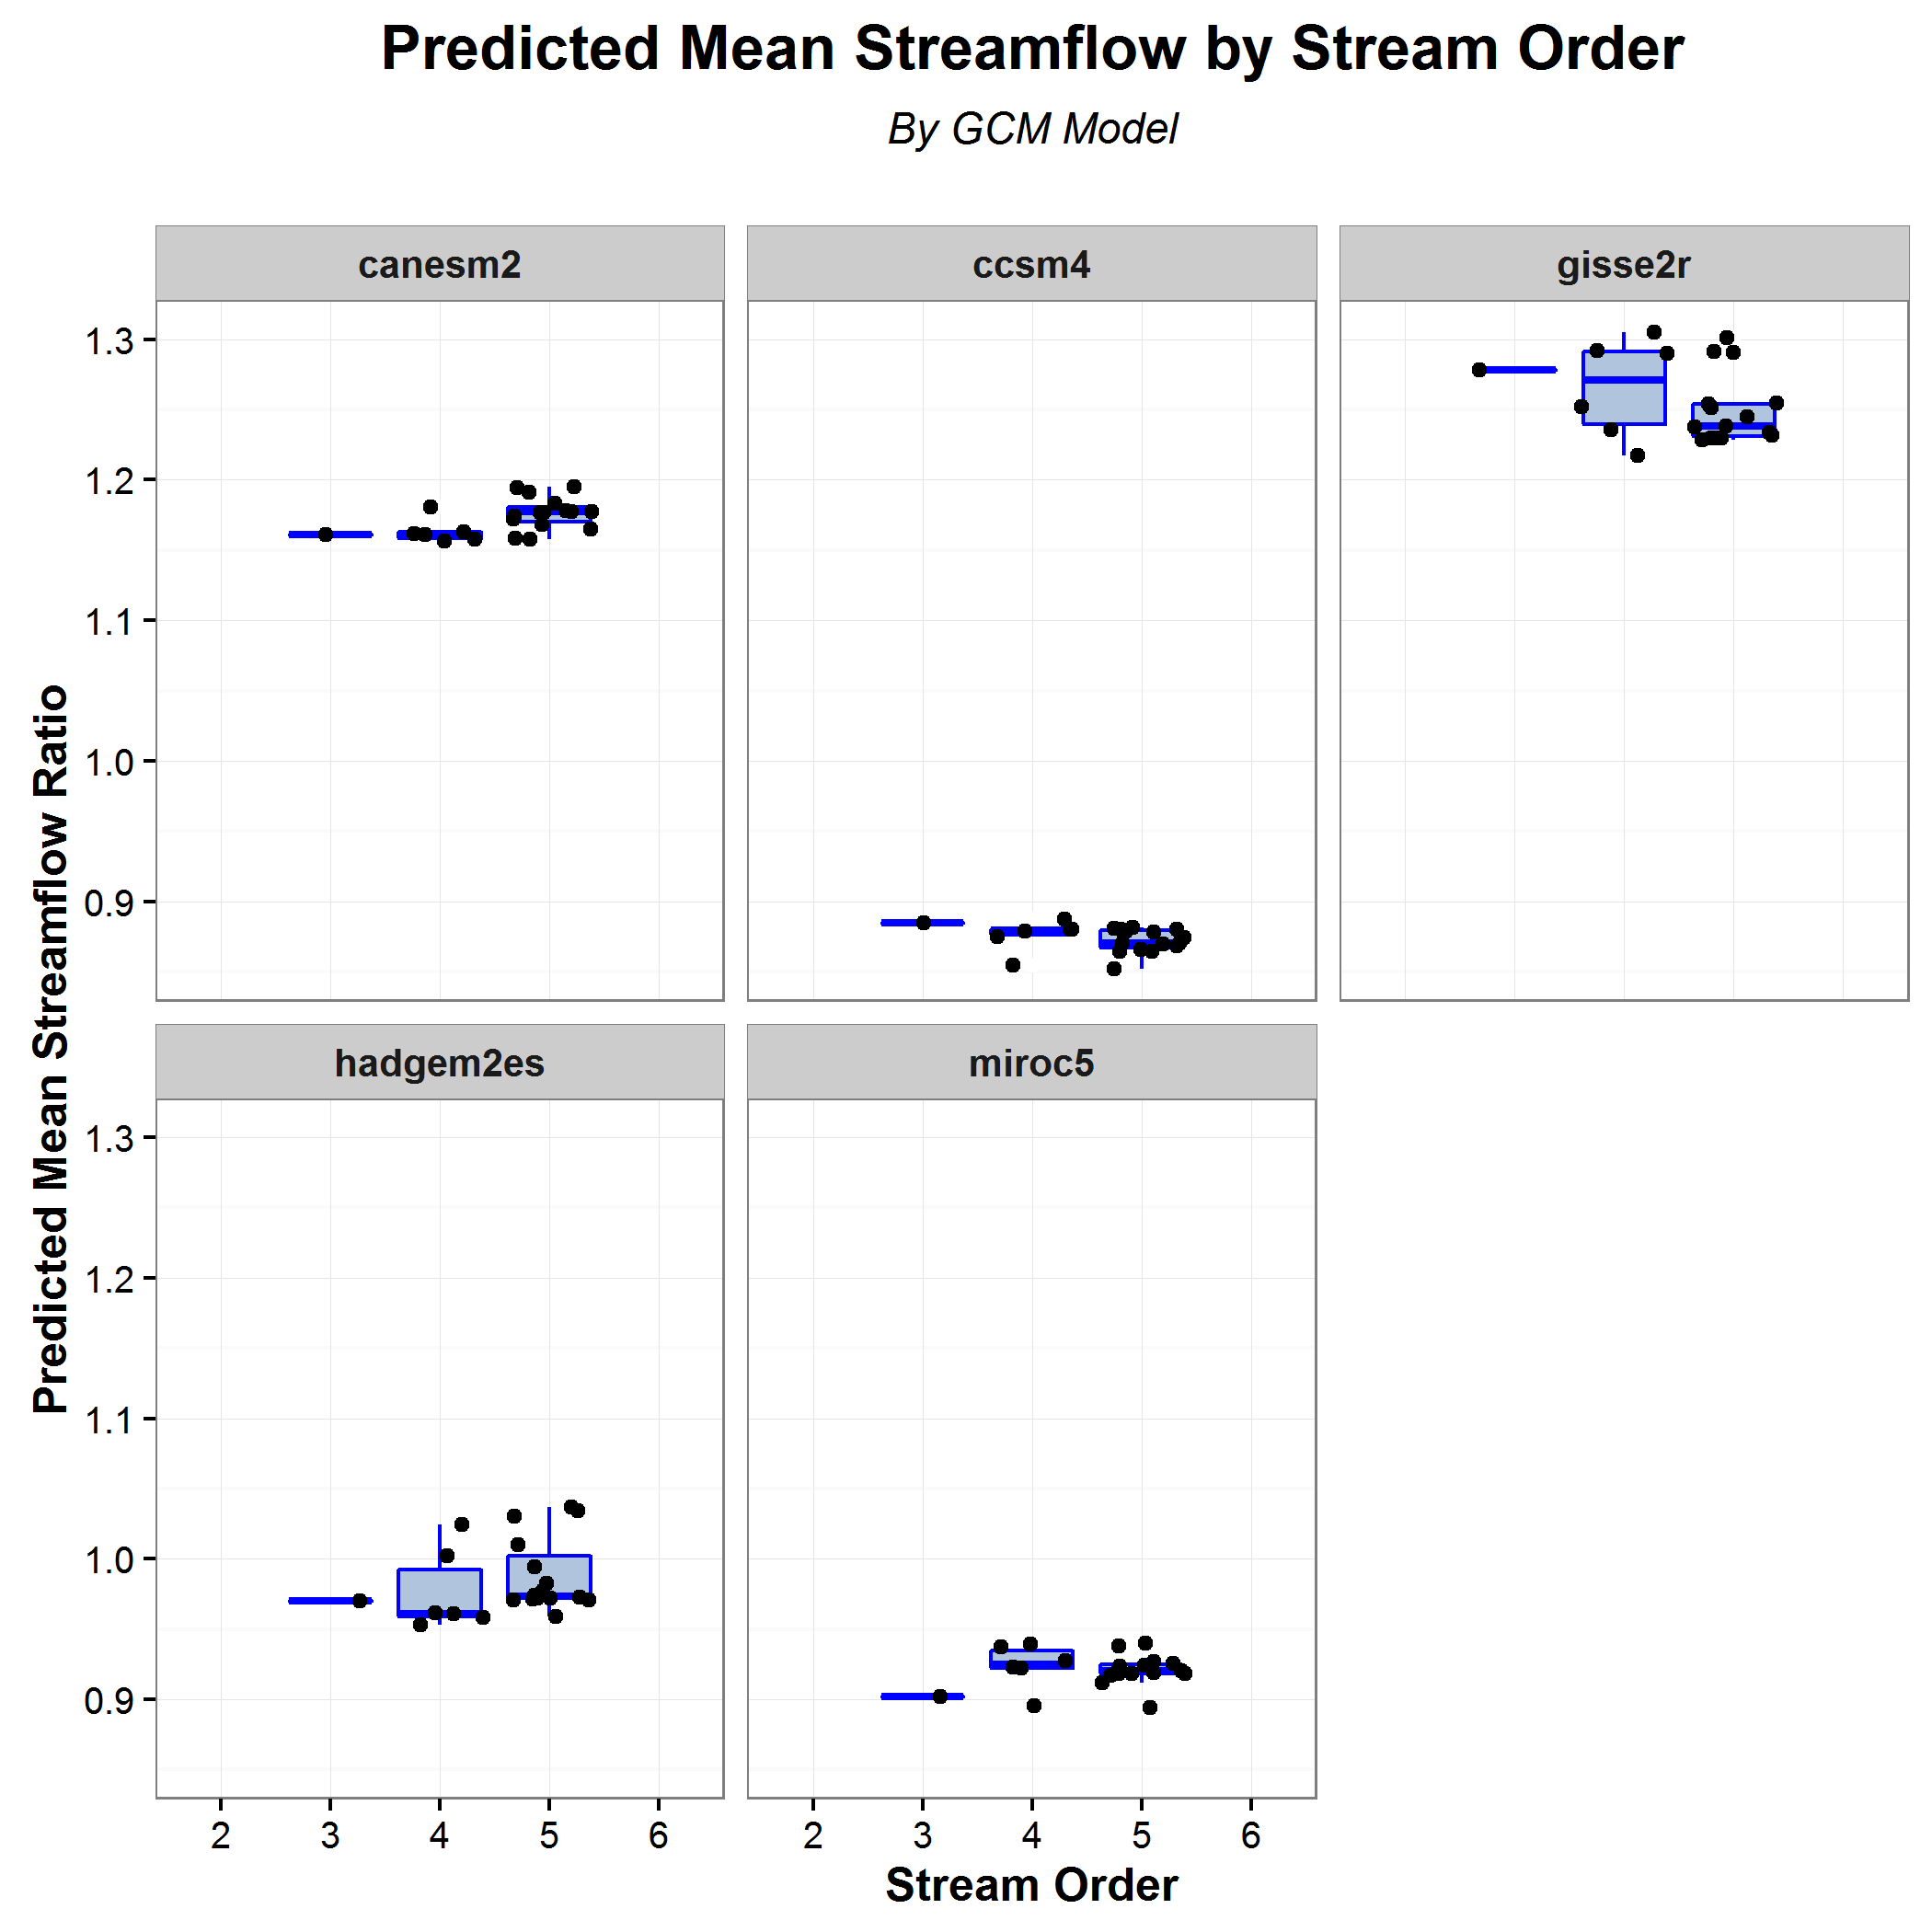 Predicted Mean Streamflow by Stream Order
By GCM Model
canesm2
ccsm4
gisse2r
1.3
1.2
1.1
1.0
0.9
Predicted Mean Streamflow Ratio
hadgem2es
miroc5
1.3
1.2
1.1
1.0
0.9
2 3 4 5 6
2 3 4 5 6
Stream Order